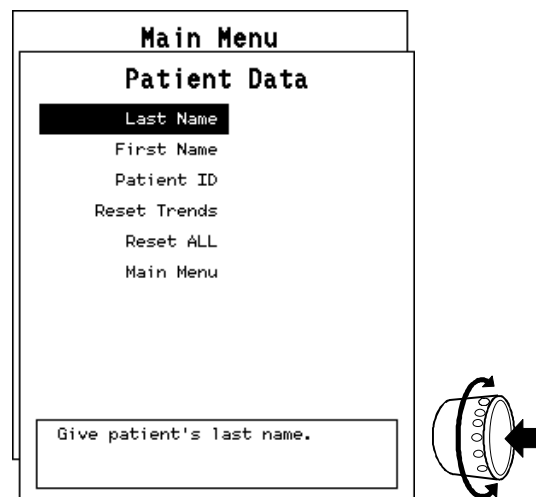 Main Menu
Patient Data
Last Name
First Name
Patient ID
Reset Trends
Reset ALL
Main Menu
Give patient's last name.